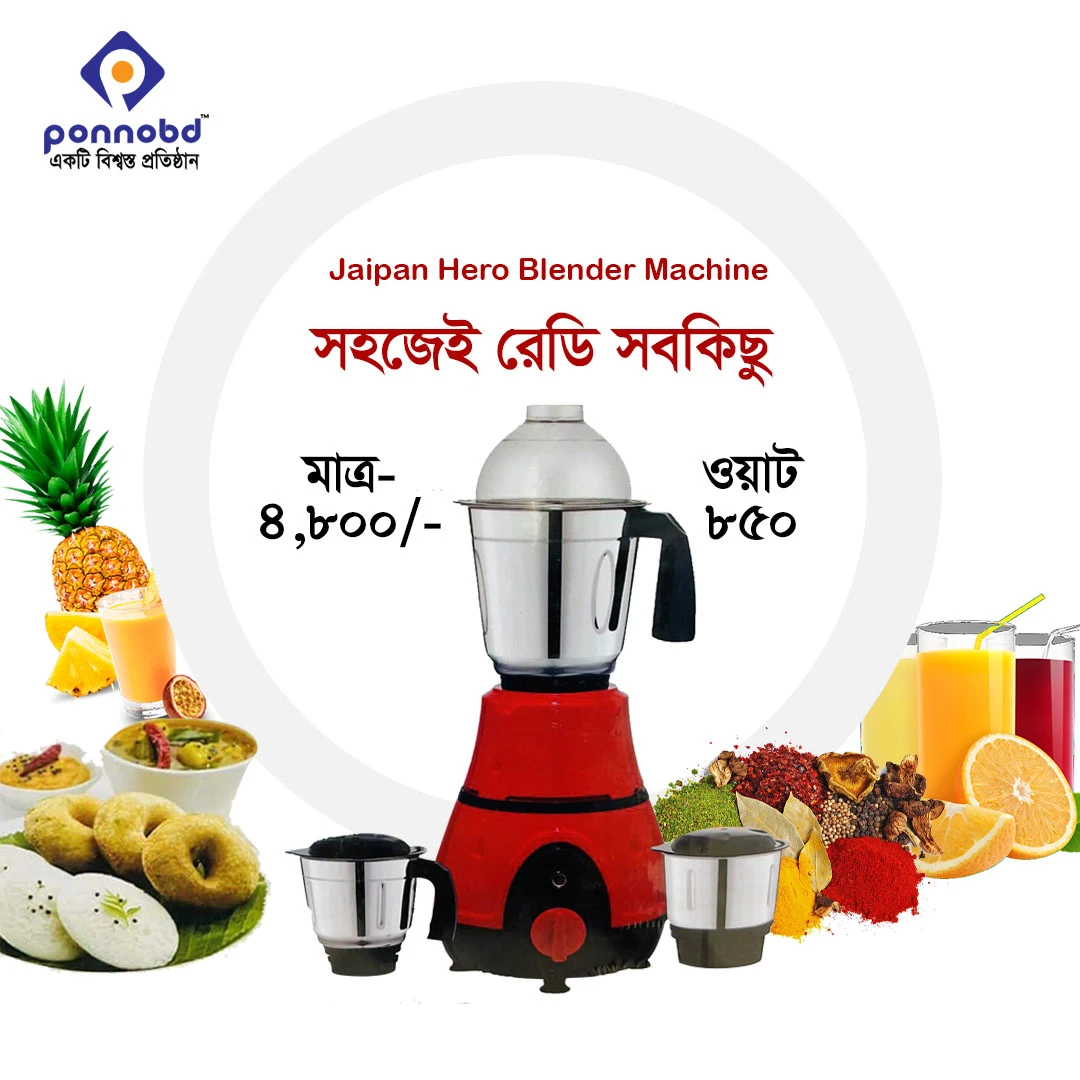 ponnobd™
একটি বিশ্বস্ত প্রতিষ্ঠান
Jaipan Hero Blender Machine
সহজেই রেডি সবকিছু
মাত্র-
৪,৮০০/-
ওয়াট
৮৫০